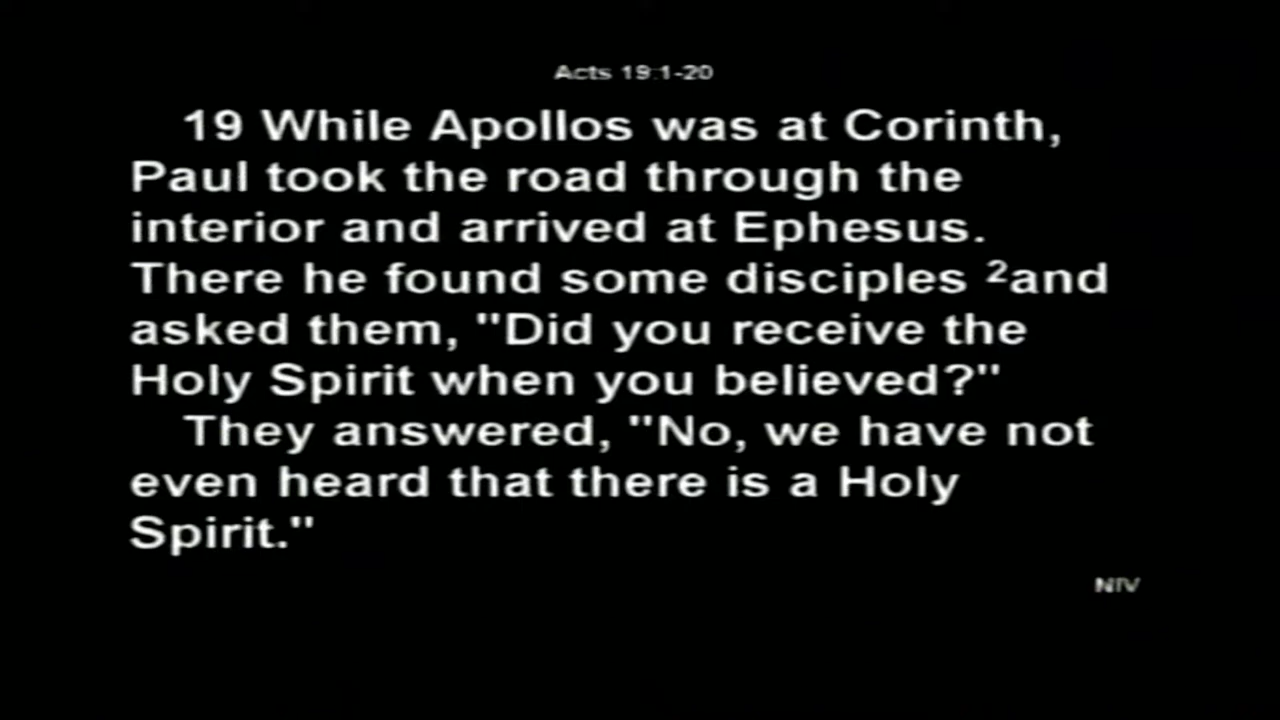 Acts 19:1-20
19 While Apollos was at Corinth,
Paul took the road through the
interior and arrived at Ephesus.
There he found some disciples ²and
asked them, "Did you receive the
Holy Spirit when you believed?"
They answered, "No, we have not
even heard that there is a Holy
Spirit."
NIV